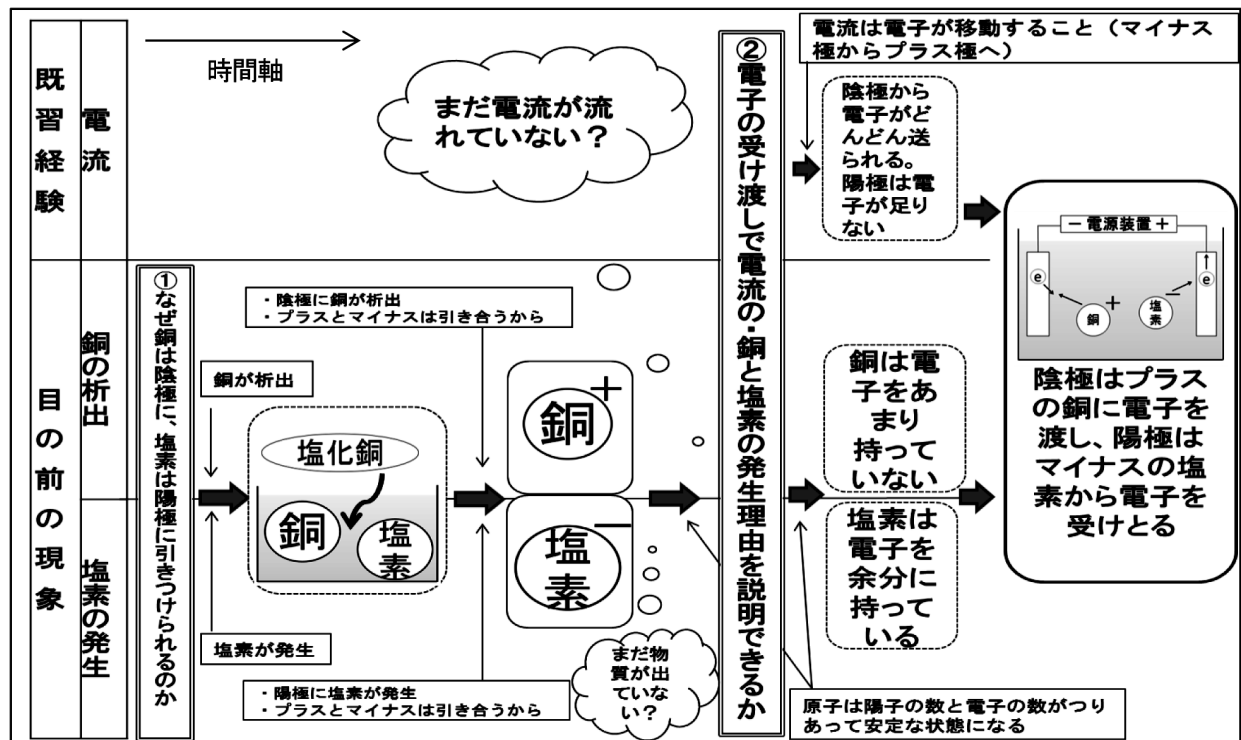 既習経験
電流
目の前の現象
銅の析出
塩素の発生
時間軸
まだ電流が流
れていない？
①なぜ銅は陰極に、塩素は陽極に引きつけられるのか
銅が析出
塩素が発生
塩化銅
銅
塩
素
・陰極に銅が析出
・プラスとマイナスは引き合うから
・陽極に塩素が発生
・プラスとマイナスは引き合うから
銅
＋
塩
素
－
まだ物
質が出
ていな
い？
②電子の受け渡しで電流の・銅と塩素の発生理由を説明できるか
電流は電子が移動すること（マイナス
極からプラス極へ）
陰極から
電子がど
んどん送
られる。
陽極は電
子が足り
ない
銅は電
子をあ
まり
持ってい
ない
塩素は
電子を
余分に
持って
いる
原子は陽子の数と電子の数がつり
あって安定な状態になる
－電源装置＋
e
e
銅
＋
塩
素
－
陰極はプラス
の銅に電子を
渡し、陽極は
マイナスの塩
素から電子を
受けとる